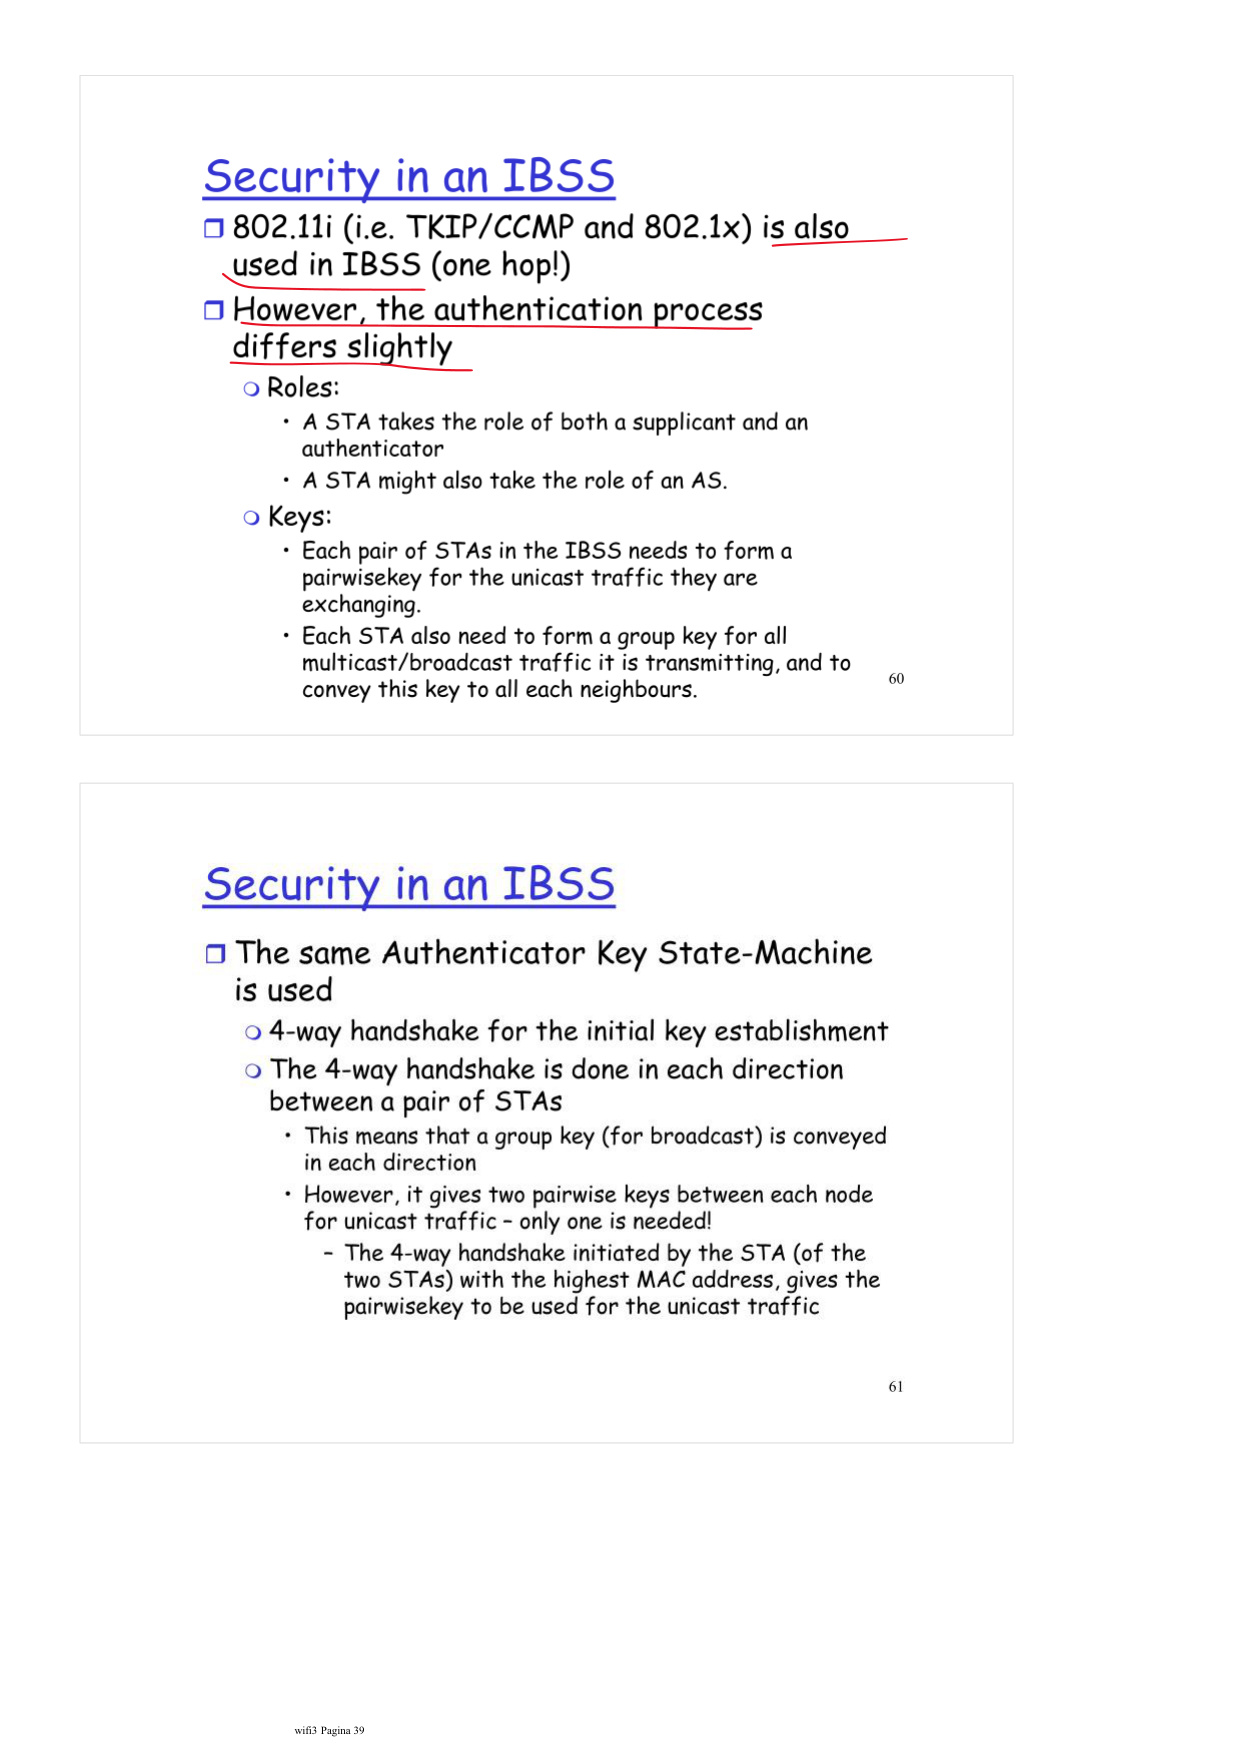 Security in an IBSS
802.11i (i.e. TKIP/CCMP and 802.1x) is also
used in IBSS (one hop!)
However, the authentication process
differs slightly
Roles:
• A STA takes the role of both a supplicant and an
authenticator
• A STA might also take the role of an AS.
Keys:
• Each pair of STAs in the IBSS needs to form a
pairwisekey for the unicast traffic they are
exchanging.
• Each STA also need to form a group key for all
multicast/broadcast traffic it is transmitting, and to
convey this key to all each neighbours.
60
Security in an IBSS
The same Authenticator Key State-Machine
is used
4-way handshake for the initial key establishment
The 4-way handshake is done in each direction
between a pair of STAs
• This means that a group key (for broadcast) is conveyed
in each direction
• However, it gives two pairwise keys between each node
for unicast traffic – only one is needed!
– The 4-way handshake initiated by the STA (of the
two STAs) with the highest MAC address, gives the
pairwisekey to be used for the unicast traffic
61
wifi3 Pagina 39